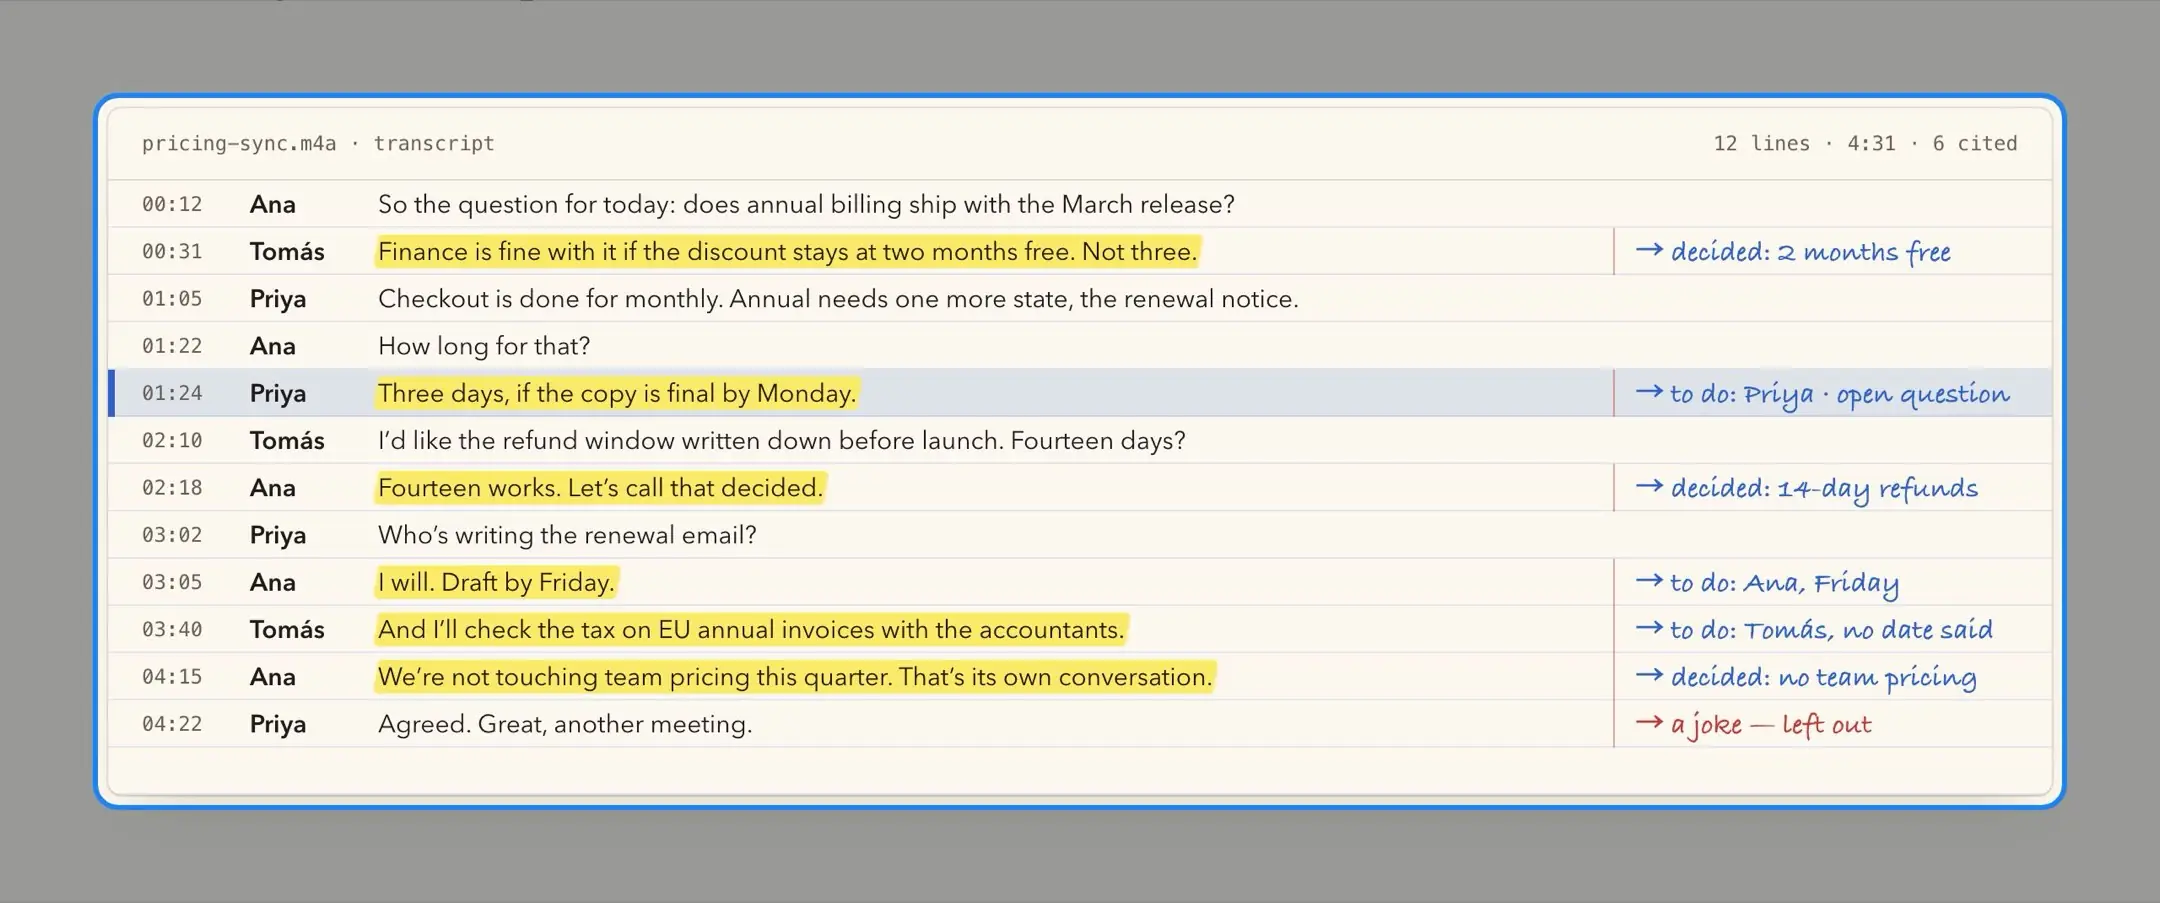 pricing-sync.m4a · transcript 12 lines · 4:31 · 6 cited
00:12 Ana So the question for today: does annual billing ship with the March release?
00:31 Tomás Finance is fine with it if the discount stays at two months free. Not three. → decided: 2 months free
01:05 Priya Checkout is done for monthly. Annual needs one more state, the renewal notice.
01:22 Ana How long for that?
01:24 Priya Three days, if the copy is final by Monday. → to do: Priya · open question
02:10 Tomás I’d like the refund window written down before launch. Fourteen days?
02:18 Ana Fourteen works. Let’s call that decided. → decided: 14-day refunds
03:02 Priya Who’s writing the renewal email?
03:05 Ana I will. Draft by Friday. → to do: Ana, Friday
03:40 Tomás And I’ll check the tax on EU annual invoices with the accountants. → to do: Tomás, no date said
04:15 Ana We’re not touching team pricing this quarter. That’s its own conversation. → decided: no team pricing
04:22 Priya Agreed. Great, another meeting. → a joke — left out